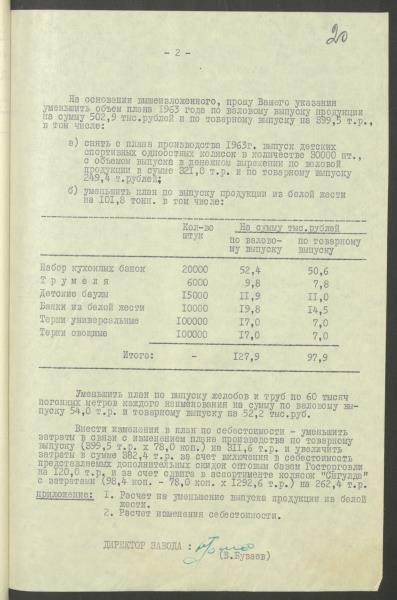 20
- 2 -
На основании вышеизложенного, прошу Вашего указания
уменьшить объем плана 1963 года по валовому выпуску продукции
на сумму 502,9 тыс.рублей и по товарному выпуску на 399,5 т.р.,
в том числе:
а) снять с плана производства 1963г. выпуск детских
спортивных одноместных колясок в количестве 30000 шт.,
с объемом выпуска в денежном выражении по валовой
продукции в сумме 321,0 т.р. и по товарному выпуску
249,4 т.рублей;
б) уменьшить план по выпуску продукции из белой жести
на 101,8 тонн. в том числе:
Кол-во штук На сумму тыс.рублей
по валово-му выпуску по товарному выпуску
Набор кухонных банок 20000 52,4 50,6
Трумеля 6000 9,8 7,8
Детские баулы 15000 11,9 11,0
Банки из белой жести 10000 19,8 14,5
Терки универсальные 100000 17,0 7,0
Терки овощные 100000 17,0 7,0
Итого: - 127,9 97,9
Уменьшить план по выпуску желобов и труб по 60 тысяч
погонных метров каждого наименования на сумму по валовому вы-
пуску 54,0 т.р. и товарному выпуску на 52,2 тыс.руб.
Внести изменения в план по себестоимости - уменьшить
затраты в связи с изменением плана производства по товарному
выпуску (399,5 т.р. х 78,0 коп.) на 311,6 т.р. и увеличить
затраты в сумме 382,4 т.р. за счет включения в себестоимость
представляемых дополнительных скидок оптовым базам Росторговли
на 120,0 т.р. и за счет сдвига в ассортименте колясок "Сигулда"
с затратами (98,4 коп. - 78,0 коп. х 1292,6 т.р.) на 262,4 т.р.
Приложение: 1. Расчет на уменьшение выпуска продукции из белой
жести.
2. Расчет изменения себестоимости.
ДИРЕКТОР ЗАВОДА :
(В.Буваев)